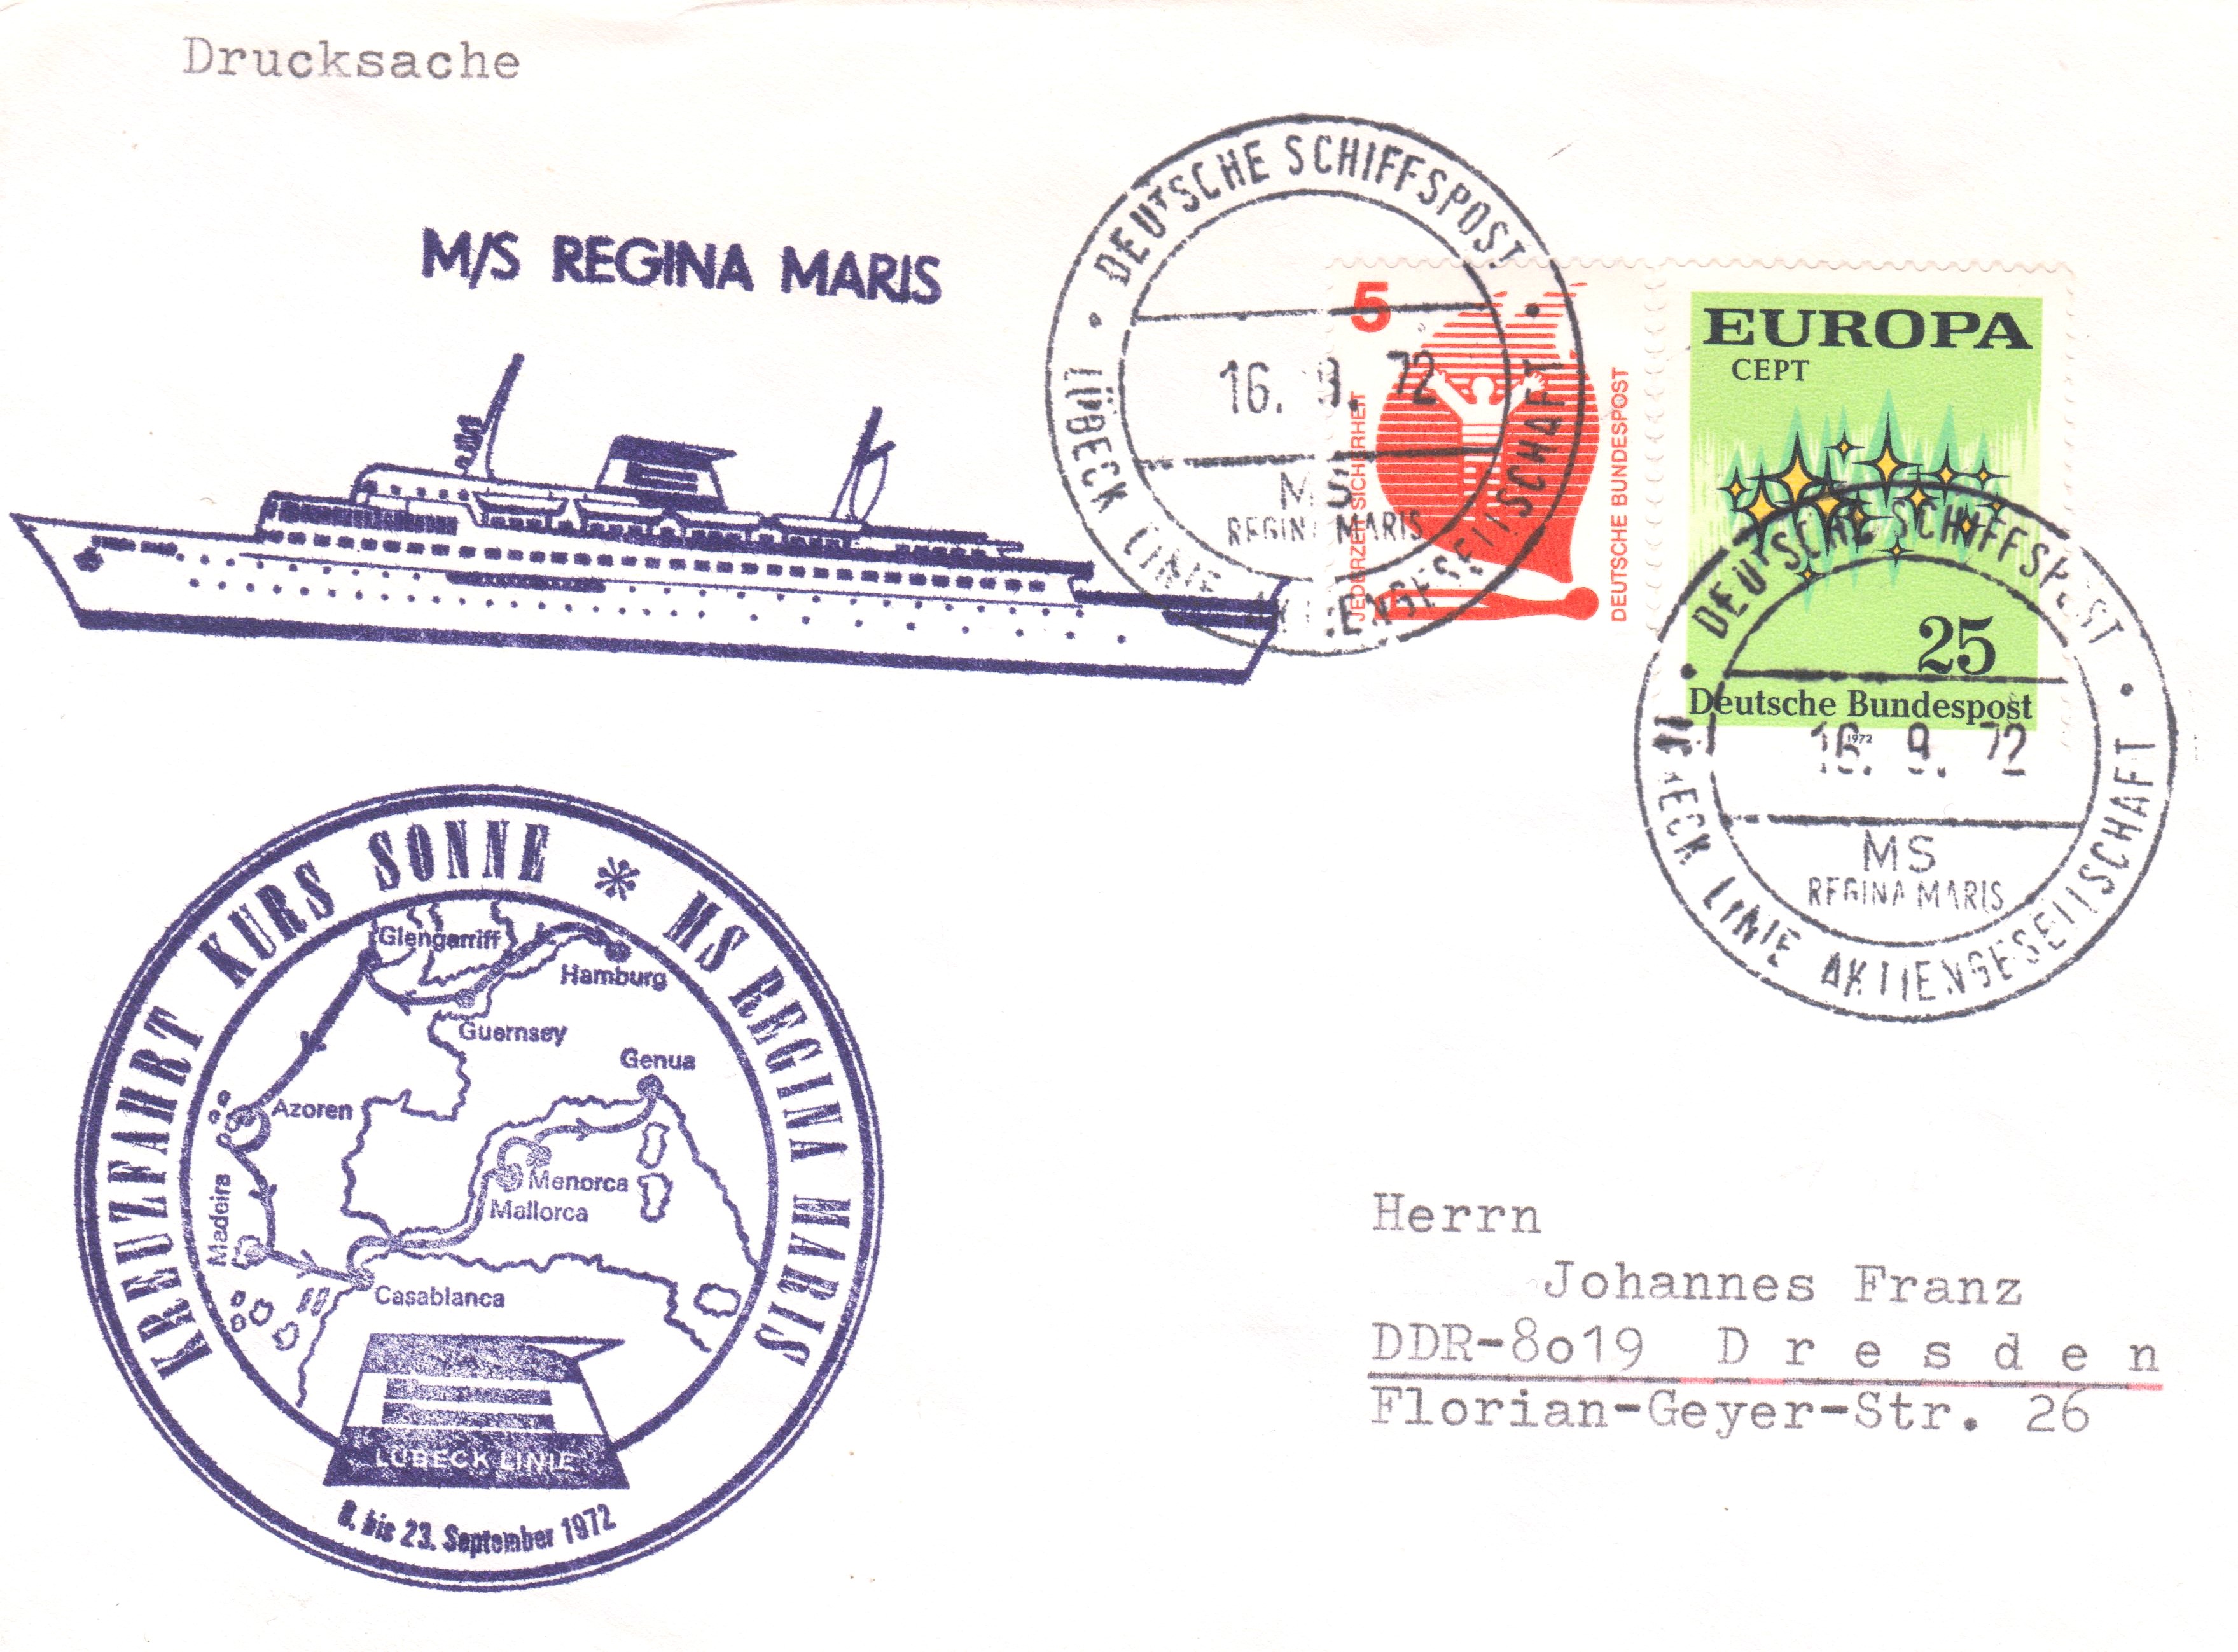 Drucksache
M/S REGINA MARIS
DEUTSCHE SCHIFFSPOST
16. 9. 72
MS
REGINA MARIS
LÜBECK LINIE AKTIENGESELLSCHAFT
5
JEDERZEIT SICHERHEIT
DEUTSCHE BUNDESPOST
EUROPA
CEPT
25
Deutsche Bundespost
1972
DEUTSCHE SCHIFFSPOST
16. 9. 72
MS
REGINA MARIS
LÜBECK LINIE AKTIENGESELLSCHAFT
KREUZFAHRT KURS SONNE * MS REGINA MARIS
Glengarriff
Hamburg
Guernsey
Genua
Azoren
Menorca
Mallorca
Madeira
Casablanca
LÜBECK LINIE
8. bis 23. September 1972
Herrn
Johannes Franz
DDR-8o19 D r e s d e n
Florian-Geyer-Str. 26